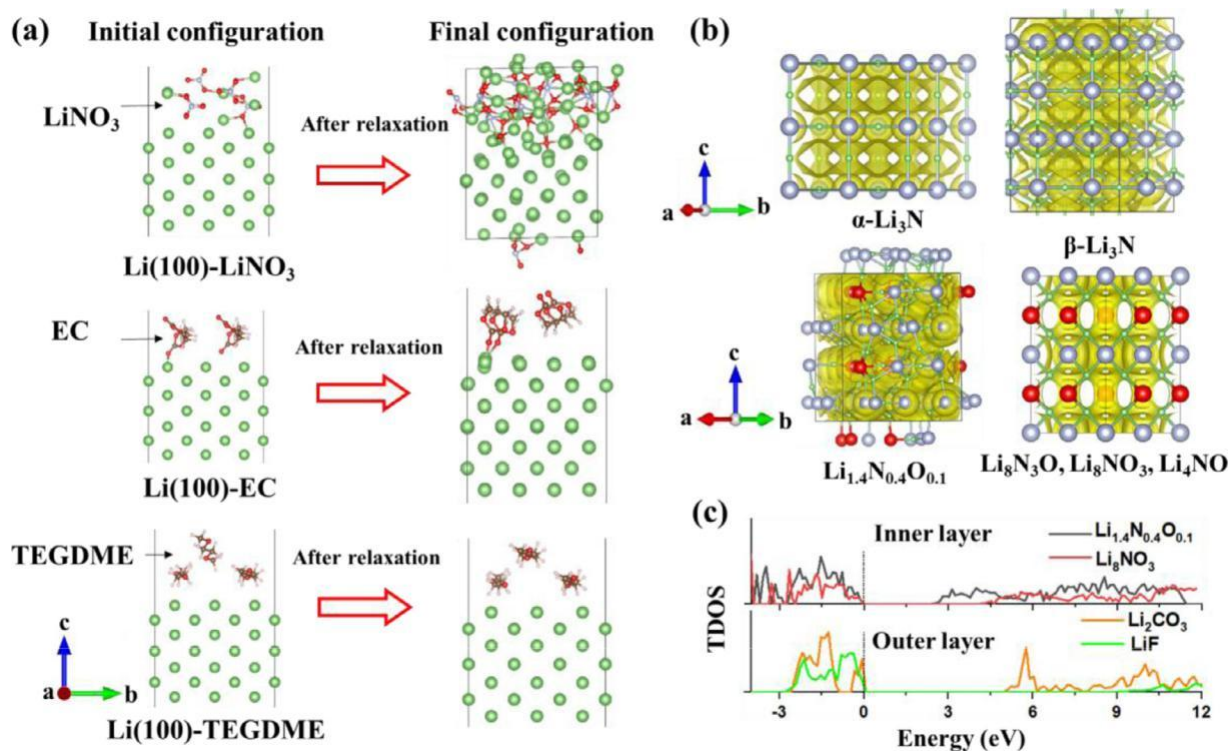 (a)
Initial configuration
Final configuration
LiNO₃
After relaxation
Li(100)-LiNO₃
EC
After relaxation
Li(100)-EC
TEGDME
After relaxation
c
a
b
Li(100)-TEGDME
(b)
c
a
b
α-Li₃N
β-Li₃N
c
a
b
Li₁.₄N₀.₄O₀.₁
Li₈N₃O, Li₈NO₃, Li₄NO
(c)
Inner layer
Li₁.₄N₀.₄O₀.₁
Li₈NO₃
Outer layer
Li₂CO₃
LiF
TDOS
-3 0 3 6 9 12
Energy (eV)